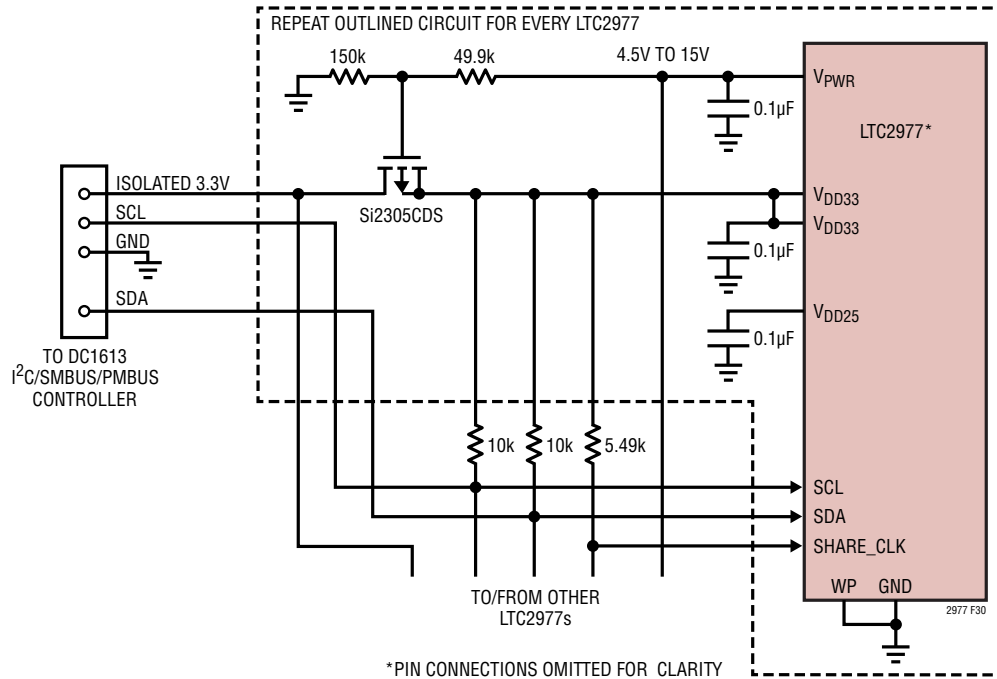 REPEAT OUTLINED CIRCUIT FOR EVERY LTC2977
150k
49.9k
4.5V TO 15V
VPWR
0.1µF
LTC2977*
ISOLATED 3.3V
Si2305CDS
VDD33
SCL
VDD33
GND
0.1µF
SDA
VDD25
0.1µF
TO DC1613
I2C/SMBUS/PMBUS
CONTROLLER
10k
10k
5.49k
SCL
SDA
SHARE_CLK
TO/FROM OTHER
LTC2977s
WP
GND
2977 F30
*PIN CONNECTIONS OMITTED FOR CLARITY